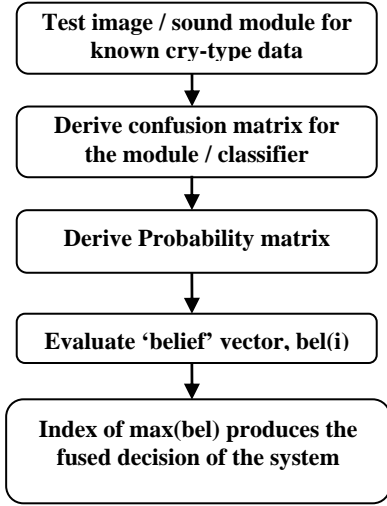 Test image / sound module for
known cry-type data
Derive confusion matrix for
the module / classifier
Derive Probability matrix
Evaluate ‘belief’ vector, bel(i)
Index of max(bel) produces the
fused decision of the system